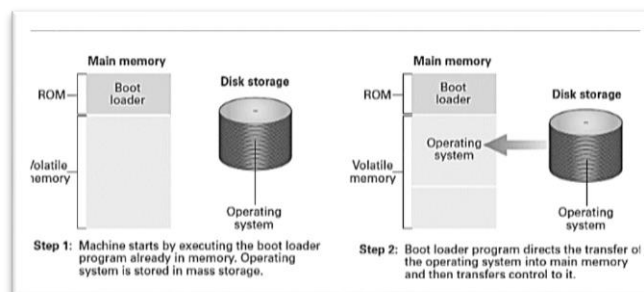 Main memory
ROM
Boot
loader
Disk storage
Volatile
memory
Operating
system
Step 1: Machine starts by executing the boot loader
program already in memory. Operating
system is stored in mass storage.
Main memory
ROM
Boot
loader
Disk storage
Operating
system
Volatile
memory
Operating
system
Step 2: Boot loader program directs the transfer of
the operating system into main memory
and then transfers control to it.